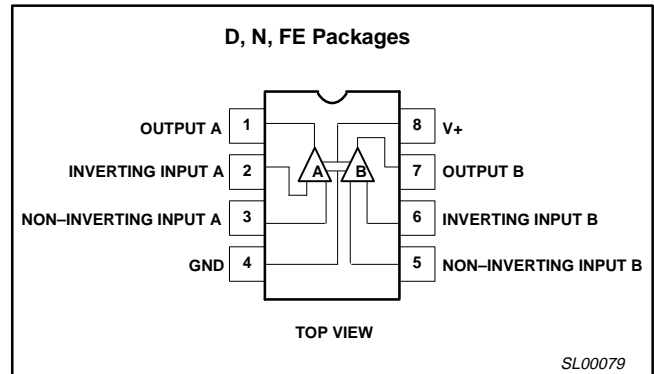 D, N, FE Packages
OUTPUT A 1
8 V+
INVERTING INPUT A 2
A B
7 OUTPUT B
NON–INVERTING INPUT A 3
6 INVERTING INPUT B
GND 4
5 NON–INVERTING INPUT B
TOP VIEW
SL00079